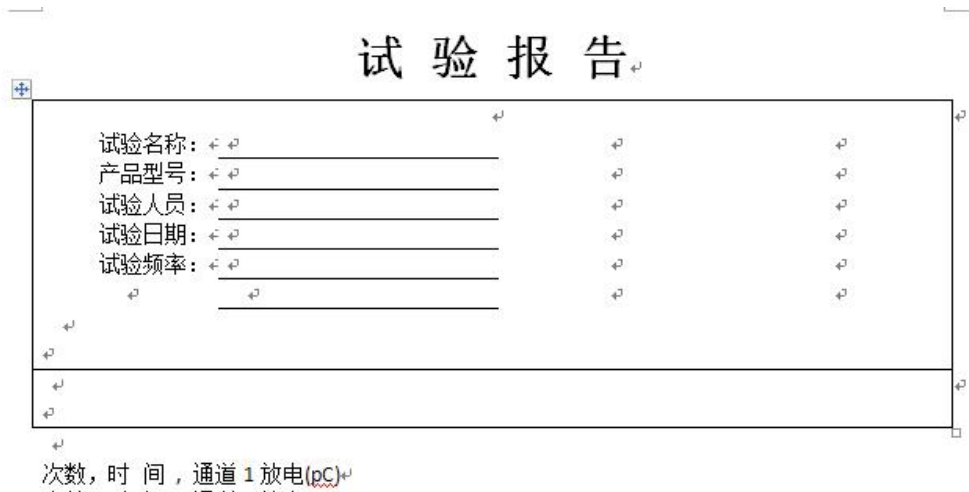 试 验 报 告
试验名称：
产品型号：
试验人员：
试验日期：
试验频率：
次数，时 间 ，通道 1 放电(pC)